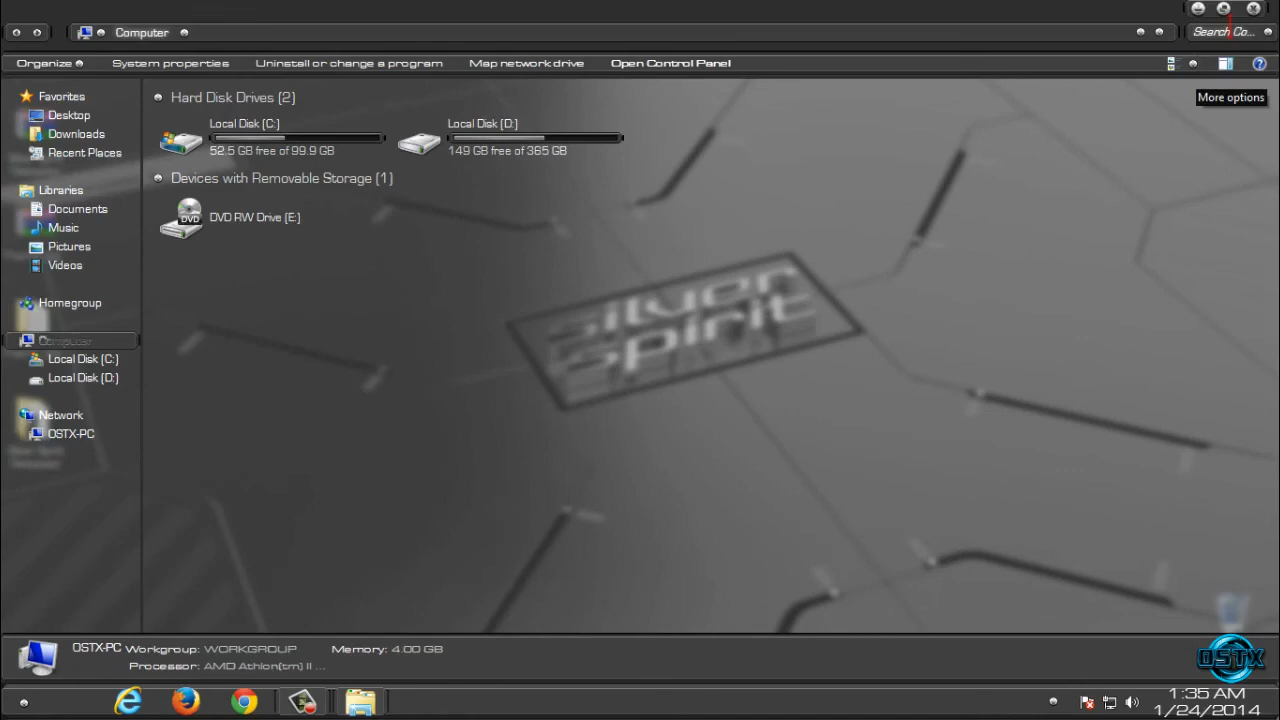 Computer
Search Co...
Organize
System properties
Uninstall or change a program
Map network drive
Open Control Panel
More options
Favorites
Desktop
Downloads
Recent Places
Libraries
Documents
Music
Pictures
Videos
Homegroup
Computer
Local Disk (C:)
Local Disk (D:)
Network
OSTX-PC
Hard Disk Drives (2)
Local Disk (C:)
52.5 GB free of 99.9 GB
Local Disk (D:)
149 GB free of 365 GB
Devices with Removable Storage (1)
DVD
DVD RW Drive (E:)
Silver
Spirit
OSTX-PC Workgroup: WORKGROUP Memory: 4.00 GB
Processor: AMD Athlon(tm) II ...
OSTX
1:35 AM
1/24/2014